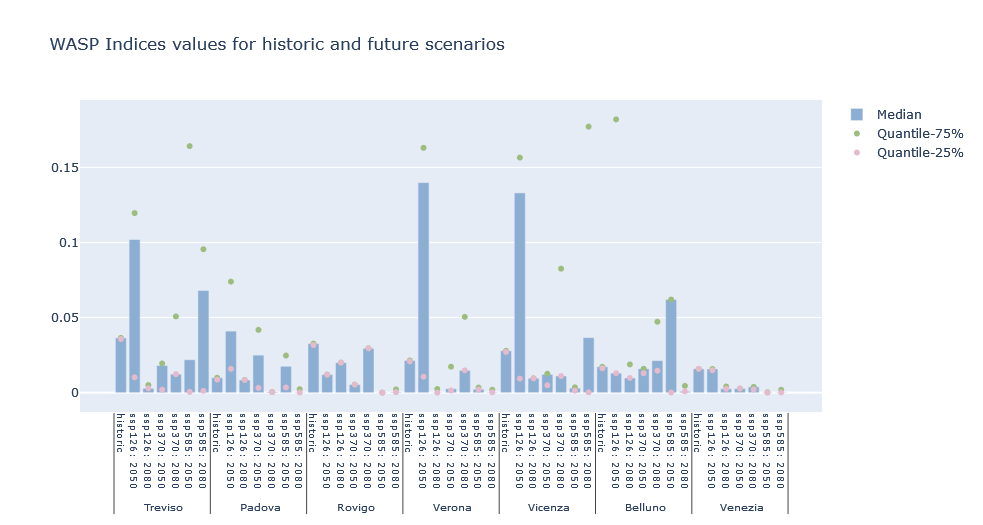 WASP Indices values for historic and future scenarios
Median
Quantile-75%
Quantile-25%
0.15
0.1
0.05
0
historic
ssp126: 2050
ssp126: 2080
ssp370: 2050
ssp370: 2080
ssp585: 2050
ssp585: 2080
historic
ssp126: 2050
ssp126: 2080
ssp370: 2050
ssp370: 2080
ssp585: 2050
ssp585: 2080
historic
ssp126: 2050
ssp126: 2080
ssp370: 2050
ssp370: 2080
ssp585: 2050
ssp585: 2080
historic
ssp126: 2050
ssp126: 2080
ssp370: 2050
ssp370: 2080
ssp585: 2050
ssp585: 2080
historic
ssp126: 2050
ssp126: 2080
ssp370: 2050
ssp370: 2080
ssp585: 2050
ssp585: 2080
historic
ssp126: 2050
ssp126: 2080
ssp370: 2050
ssp370: 2080
ssp585: 2050
ssp585: 2080
historic
ssp126: 2050
ssp126: 2080
ssp370: 2050
ssp370: 2080
ssp585: 2050
ssp585: 2080
Treviso
Padova
Rovigo
Verona
Vicenza
Belluno
Venezia